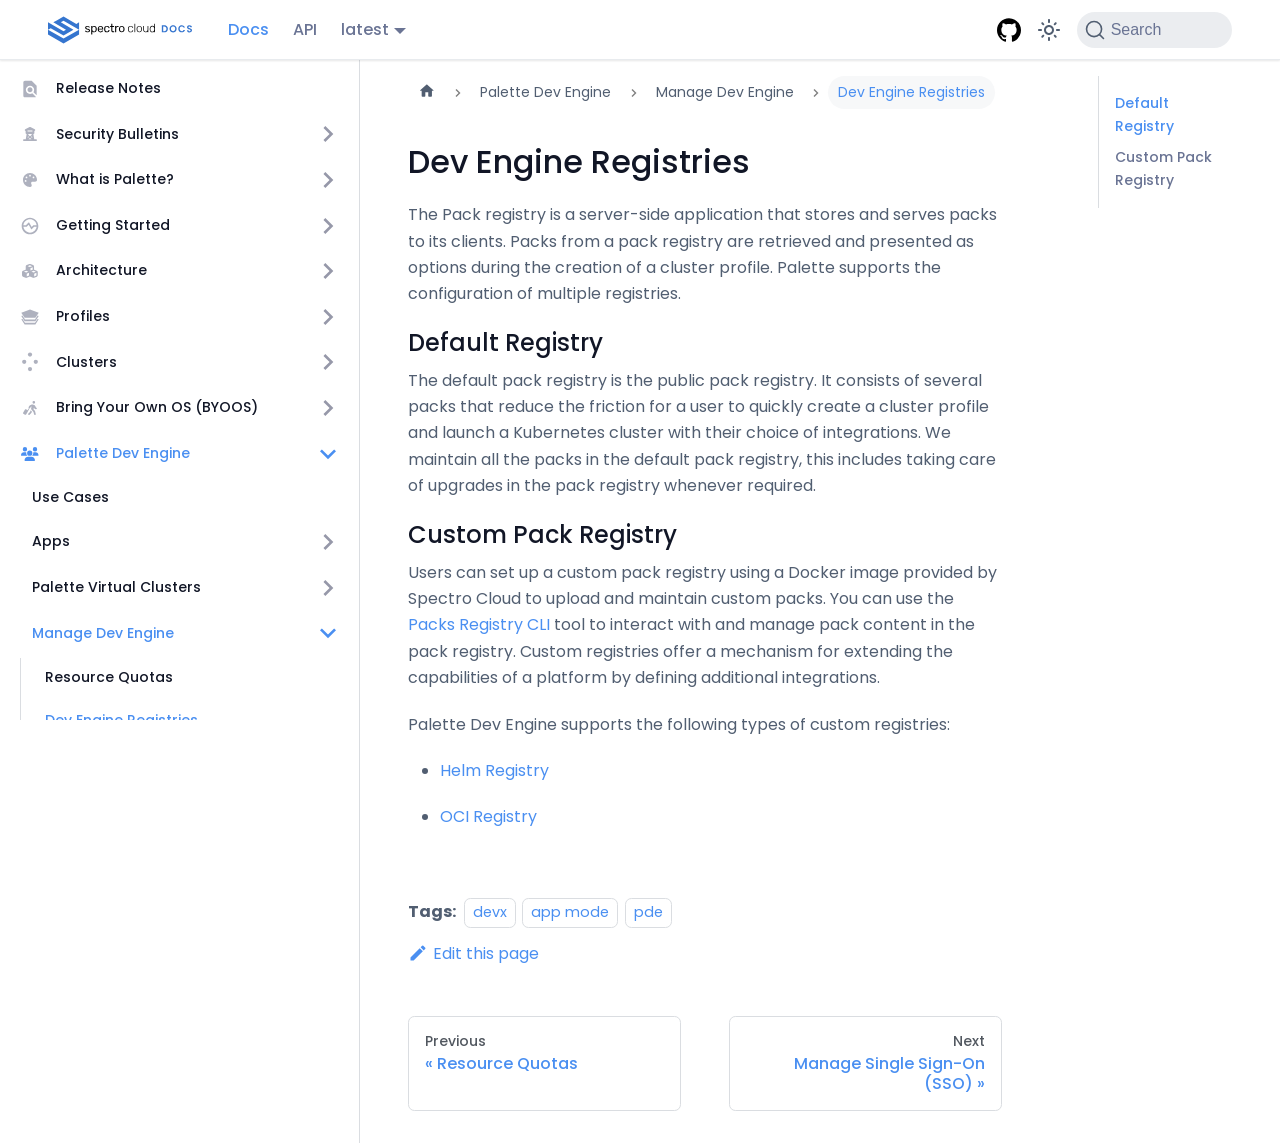 spectro cloud DOCS
Docs
API
latest
Search
Release Notes
Security Bulletins
What is Palette?
Getting Started
Architecture
Profiles
Clusters
Bring Your Own OS (BYOOS)
Palette Dev Engine
Use Cases
Apps
Palette Virtual Clusters
Manage Dev Engine
Resource Quotas
Dev Engine Registries
Palette Dev Engine
Manage Dev Engine
Dev Engine Registries
Dev Engine Registries
The Pack registry is a server-side application that stores and serves packs
to its clients. Packs from a pack registry are retrieved and presented as
options during the creation of a cluster profile. Palette supports the
configuration of multiple registries.
Default Registry
The default pack registry is the public pack registry. It consists of several
packs that reduce the friction for a user to quickly create a cluster profile
and launch a Kubernetes cluster with their choice of integrations. We
maintain all the packs in the default pack registry, this includes taking care
of upgrades in the pack registry whenever required.
Custom Pack Registry
Users can set up a custom pack registry using a Docker image provided by
Spectro Cloud to upload and maintain custom packs. You can use the
Packs Registry CLI tool to interact with and manage pack content in the
pack registry. Custom registries offer a mechanism for extending the
capabilities of a platform by defining additional integrations.
Palette Dev Engine supports the following types of custom registries:
Helm Registry
OCI Registry
Tags: devx app mode pde
Edit this page
Previous
« Resource Quotas
Next
Manage Single Sign-On
(SSO) »
Default
Registry
Custom Pack
Registry